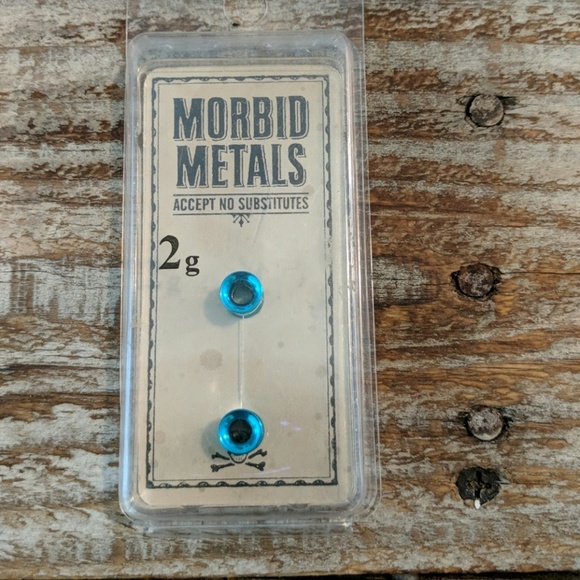 MORBID
METALS
ACCEPT NO SUBSTITUTES
2g